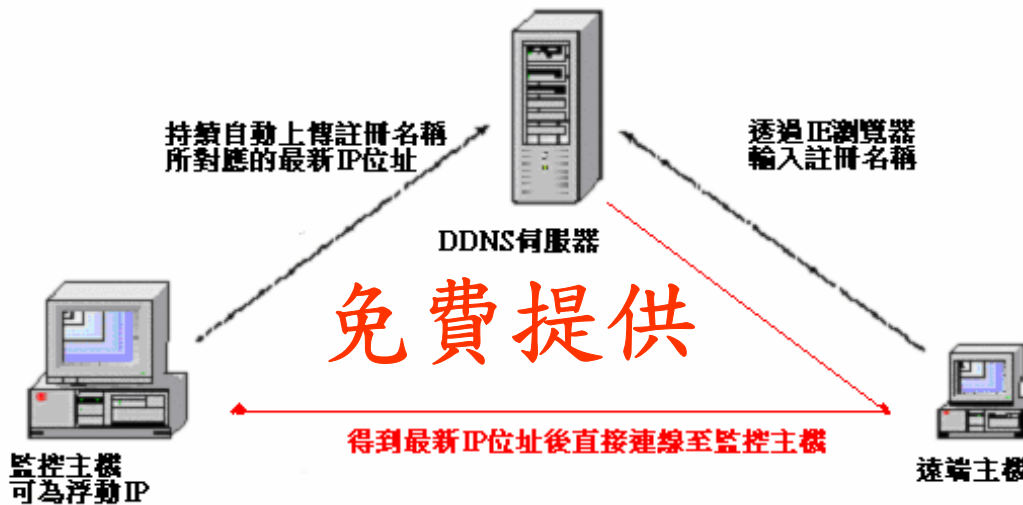 持續自動上傳註冊名稱
所對應的最新IP位址
透過IE瀏覽器
輸入註冊名稱
DDNS伺服器
免費提供
得到最新IP位址後直接連線至監控主機
監控主機
可為浮動IP
遠端主機